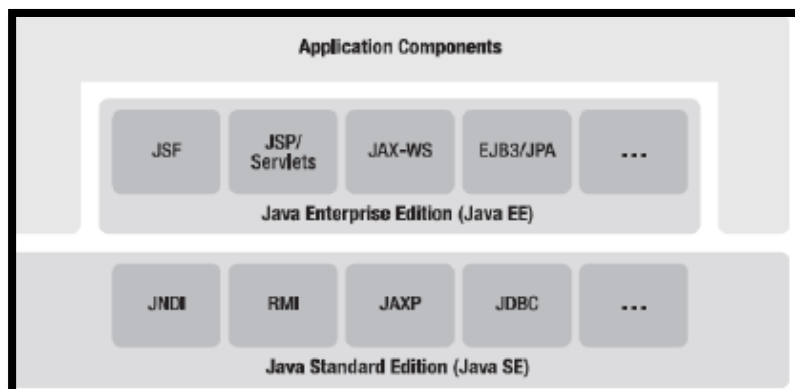 Application Components
JSF
JSP/
Servlets
JAX-WS
EJB3/JPA
...
Java Enterprise Edition (Java EE)
JNDI
RMI
JAXP
JDBC
...
Java Standard Edition (Java SE)